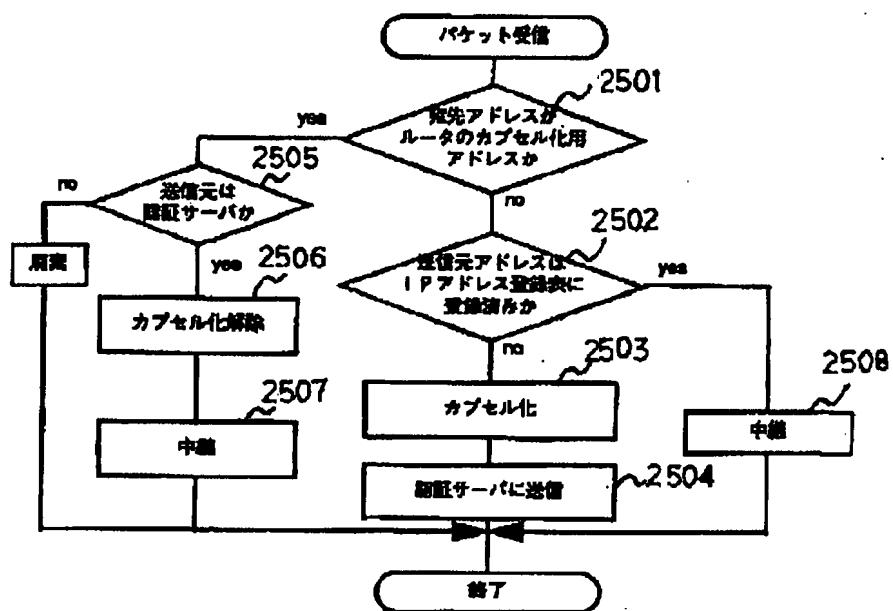 パケット受信
2501
宛先アドレスが
ルータのカプセル化用
アドレスか
yes
2505
no
送信元は
認証サーバか
no
2502
廃棄
yes
2506
送信元アドレスは
IPアドレス登録表に
登録済みか
yes
カプセル化解除
no
2503
2508
2507
カプセル化
中継
中継
認証サーバに送信
2504
終了